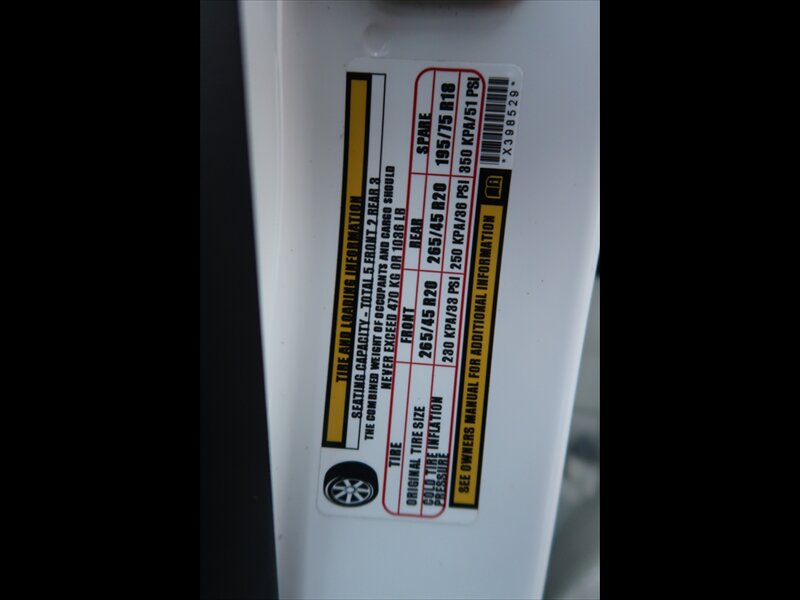 TIRE AND LOADING INFORMATION
SEATING CAPACITY - TOTAL 5 FRONT 2 REAR 3
THE COMBINED WEIGHT OF OCCUPANTS AND CARGO SHOULD
NEVER EXCEED 470 KG OR 1036 LB
TIRE FRONT REAR SPARE
ORIGINAL TIRE SIZE 265/45 R20 265/45 R20 195/75 R18
COLD TIRE INFLATION PRESSURE 230 KPA/33 PSI 250 KPA/36 PSI 350 KPA/51 PSI
SEE OWNERS MANUAL FOR ADDITIONAL INFORMATION
*X398529*